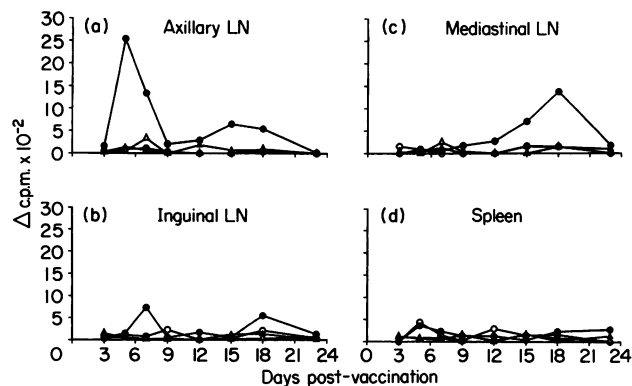 (a) Axillary LN
(c) Mediastinal LN
30
25
20
15
10
5
0
Δ c.p.m. x 10⁻²
(b) Inguinal LN
(d) Spleen
30
25
20
15
10
5
0 3 6 9 12 15 18 21 24
0 3 6 9 12 15 18 21 24
Days post-vaccination